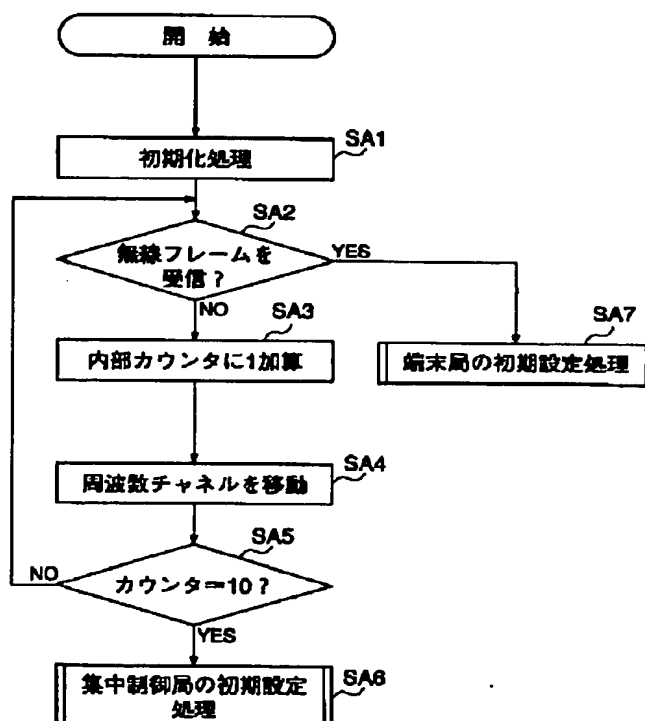 開 始
SA1
初期化処理
SA2
無線フレームを
受信？
YES
NO
SA3
内部カウンタに1加算
SA7
端末局の初期設定処理
SA4
周波数チャネルを移動
SA5
カウンタ＝10？
NO
YES
SA6
集中制御局の初期設定
処理